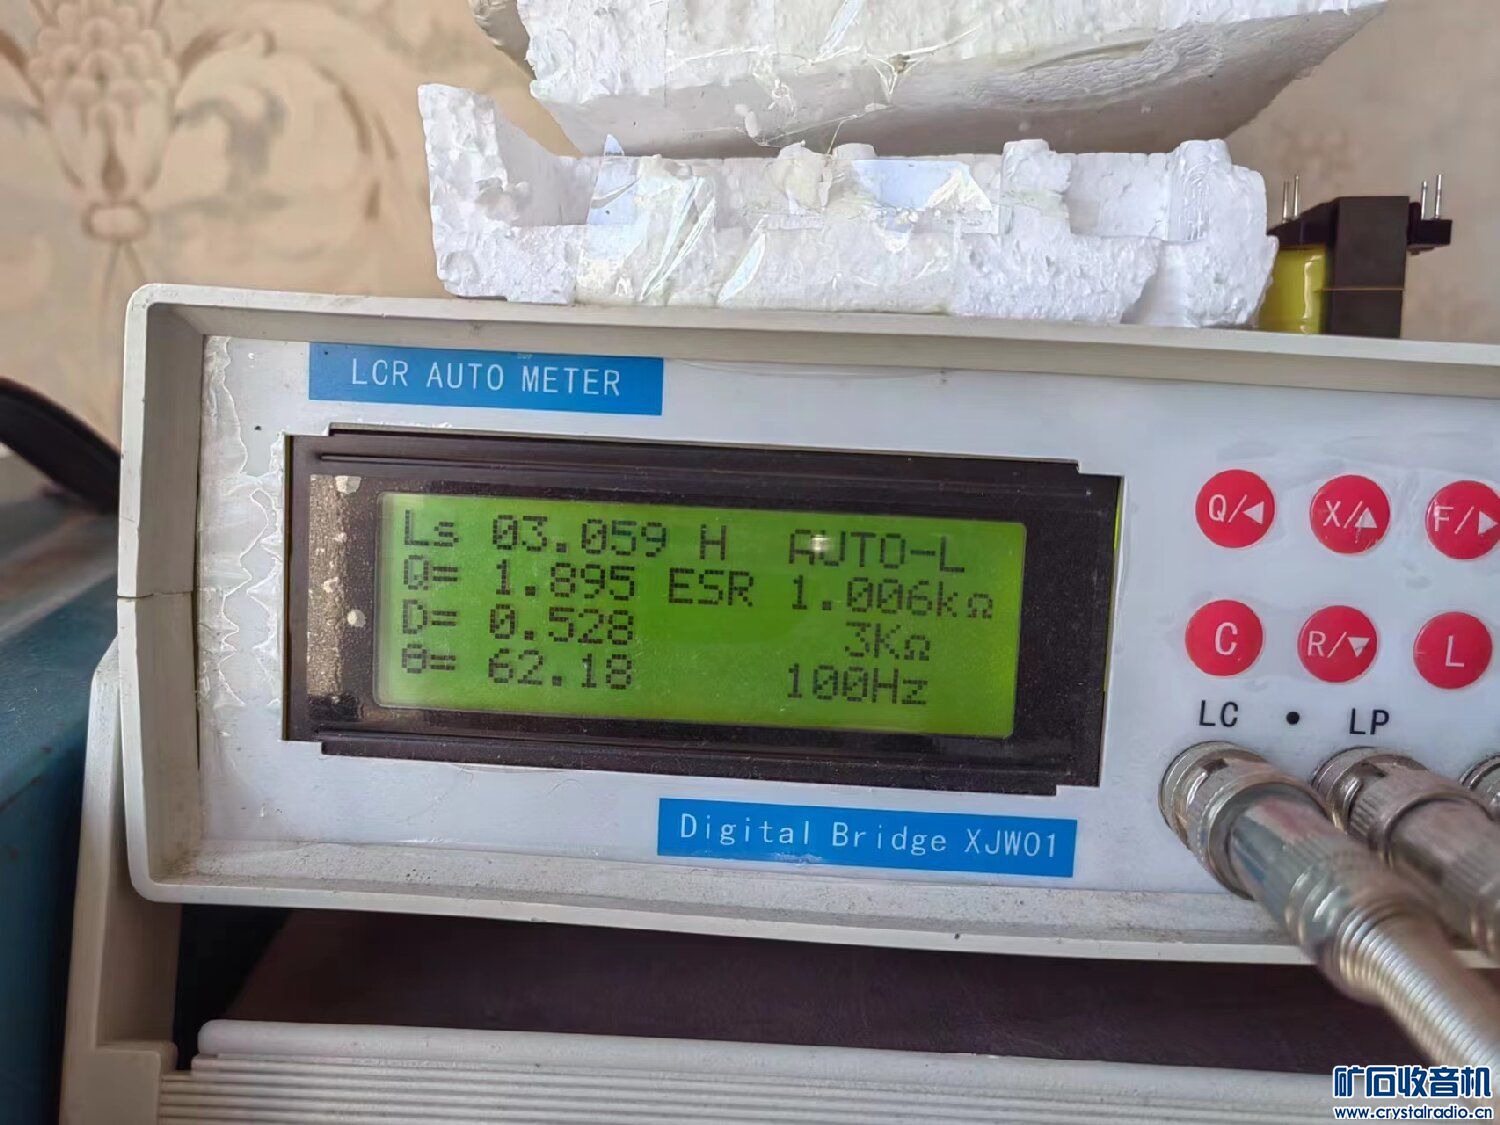 LCR AUTO METER
Ls 03.059 H AUTO-L
Q= 1.895 ESR 1.006kΩ
D= 0.528 3KΩ
θ= 62.18 100Hz
Q/◀ X/▲ F/▶
C R/▼ L
LC • LP
Digital Bridge XJW01
矿石收音机
www.crystalradio.cn